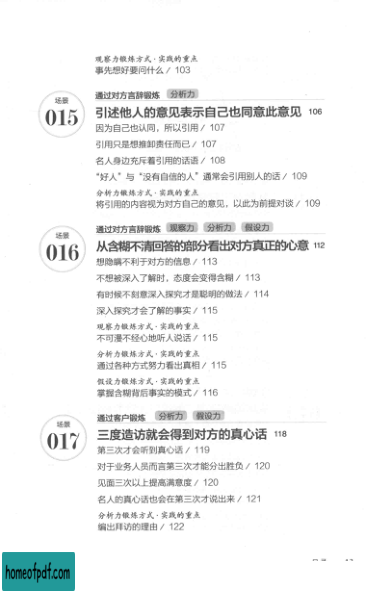 观察力锻炼方式·实践的重点
事先想好要问什么 / 103
场景
015
通过对方言辞锻炼 分析力
引述他人的意见表示自己也同意此意见 106
因为自己也认同，所以引用 / 107
引用只是想推卸责任而已 / 107
名人身边充斥着引用的话语 / 108
“好人”与“没有自信的人”通常会引用别人的话 / 109
分析力锻炼方式·实践的重点
将引用的内容视为对方自己的意见，以此为前提对谈 / 109
场景
016
通过对方言辞锻炼 观察力 分析力 假设力
从含糊不清回答的部分看出对方真正的心意 112
想隐瞒不利于对方的信息 / 113
不想被深入了解时，态度会变得含糊 / 113
有时候不刻意深入探究才是聪明的做法 / 114
深入探究才会了解的事实 / 115
观察力锻炼方式·实践的重点
不可漫不经心地听人说话 / 115
分析力锻炼方式·实践的重点
通过各种方式努力看出真相 / 115
假设力锻炼方式·实践的重点
掌握含糊背后事实的模式 / 116
场景
017
通过客户锻炼 分析力 假设力
三度造访就会得到对方的真心话 118
第三次才会听到真心话 / 119
对于业务人员而言第三次才能分出胜负 / 120
见面三次以上提高满意度 / 120
名人的真心话也会在第三次才说出来 / 121
分析力锻炼方式·实践的重点
编出拜访的理由 / 122
homeofpdf.com